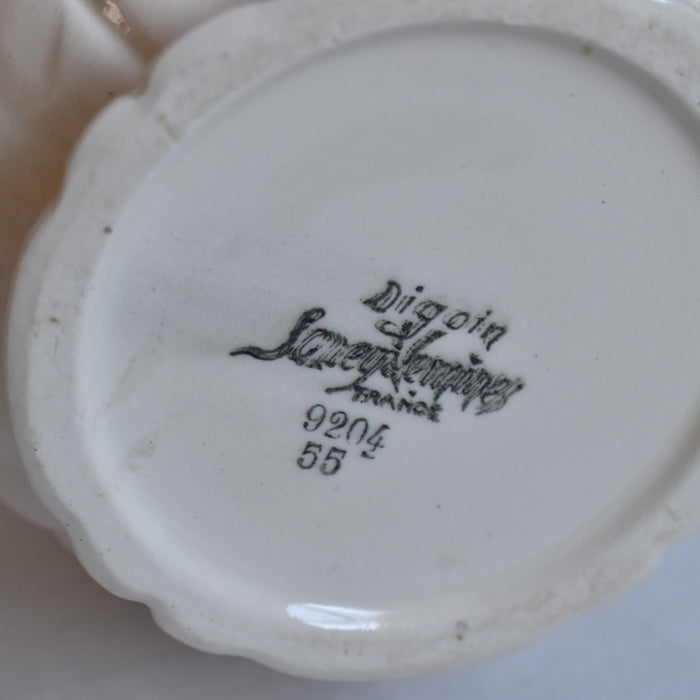 Digoin
Sarreguemines
FRANCE
9204
55